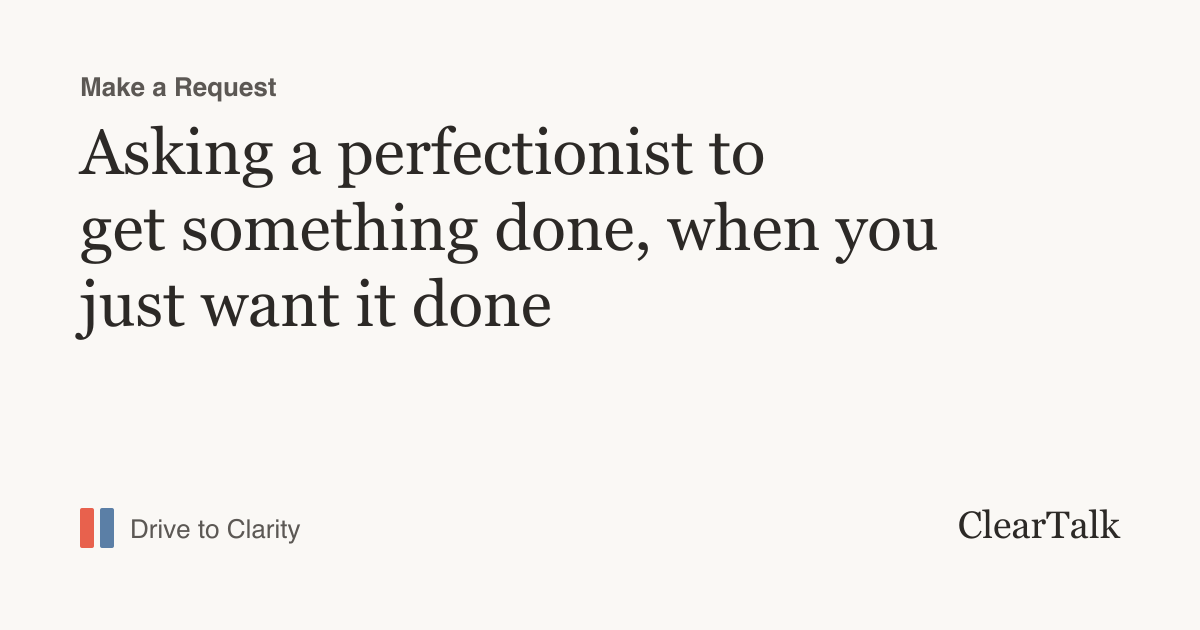 Make a Request
Asking a perfectionist to
get something done, when you
just want it done
Drive to Clarity
ClearTalk